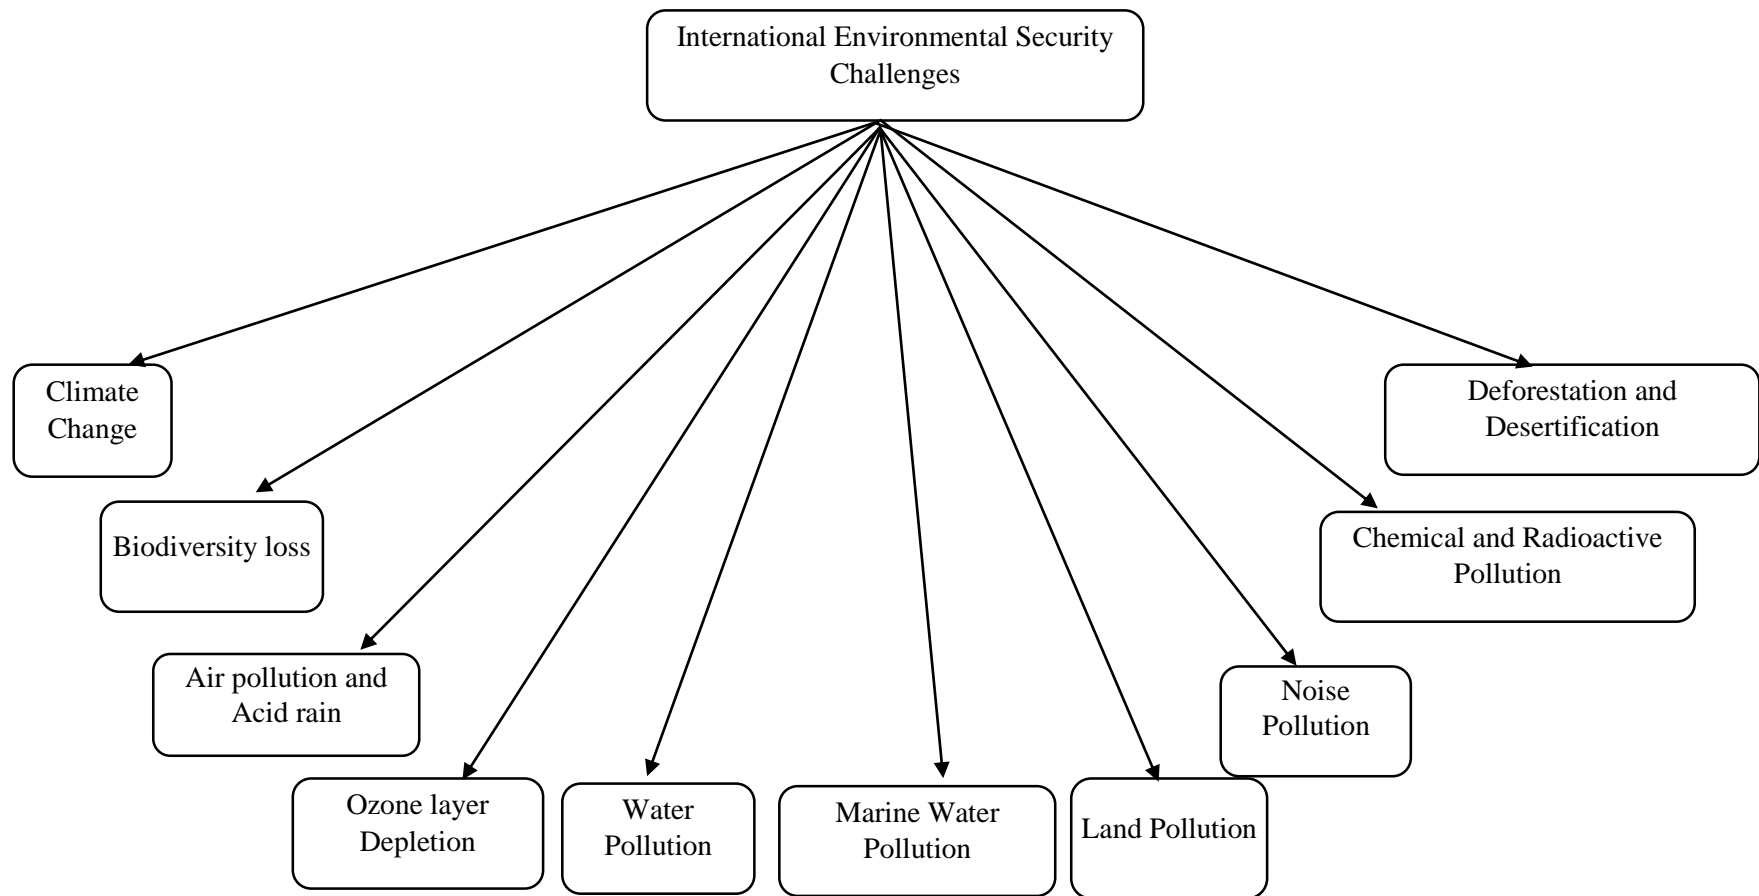 International Environmental Security
Challenges
Climate
Change
Deforestation and
Desertification
Biodiversity loss
Chemical and Radioactive
Pollution
Air pollution and
Acid rain
Noise
Pollution
Ozone layer
Depletion
Water
Pollution
Marine Water
Pollution
Land Pollution